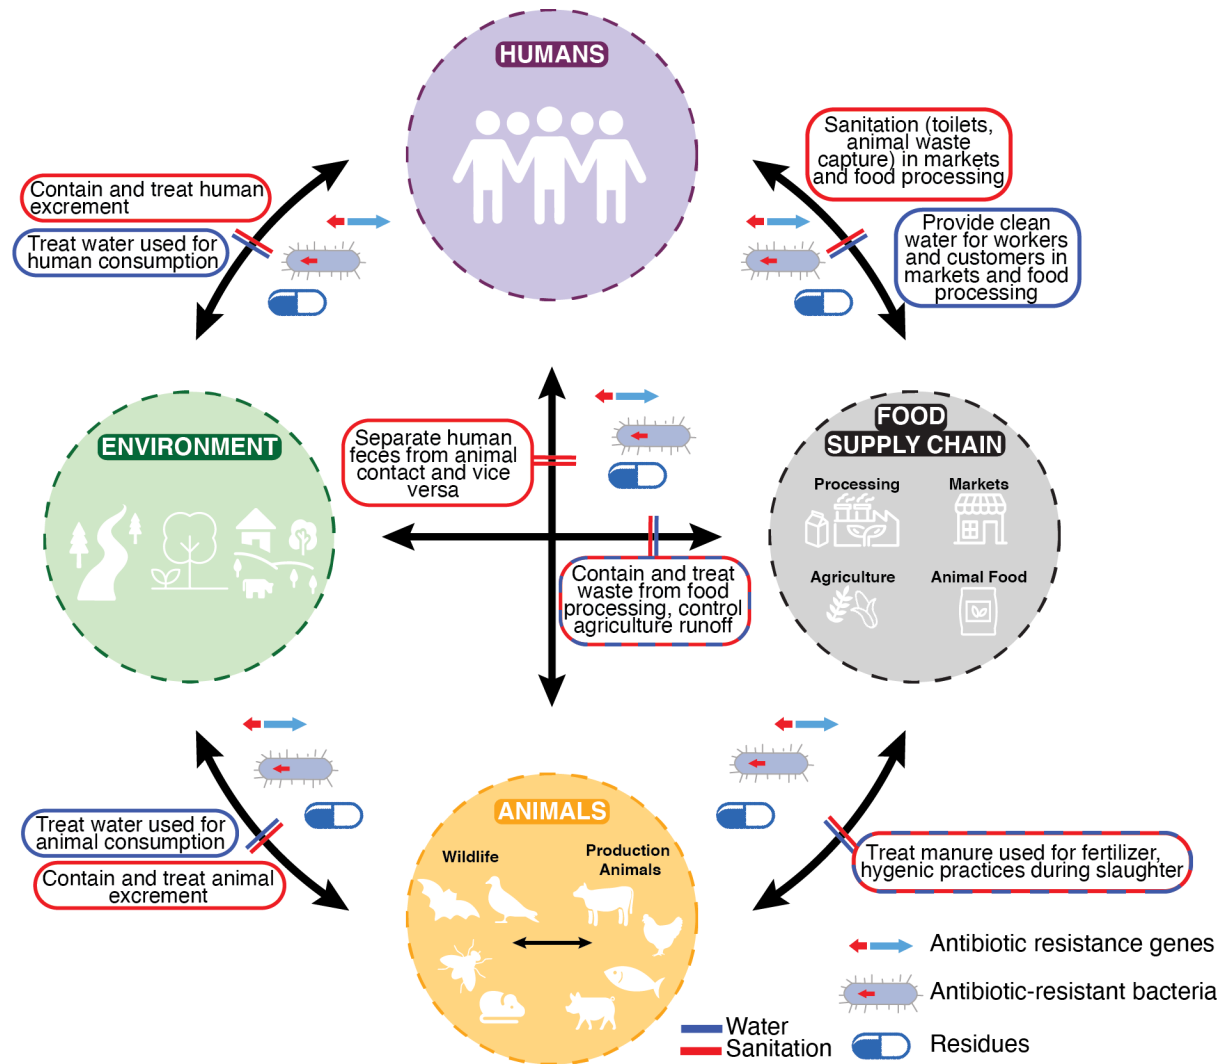 HUMANS
Sanitation (toilets,
animal waste
capture) in markets
and food processing
Contain and treat human
excrement
Treat water used for
human consumption
Provide clean
water for workers
and customers in
markets and food
processing
ENVIRONMENT
Separate human
feces from animal
contact and vice
versa
FOOD
SUPPLY CHAIN
Processing
Markets
Agriculture
Animal Food
Contain and treat
waste from food
processing, control
agriculture runoff
Treat water used for
animal consumption
Contain and treat animal
excrement
ANIMALS
Wildlife
Production
Animals
Treat manure used for fertilizer,
hygenic practices during slaughter
Antibiotic resistance genes
Antibiotic-resistant bacteria
Residues
Water
Sanitation